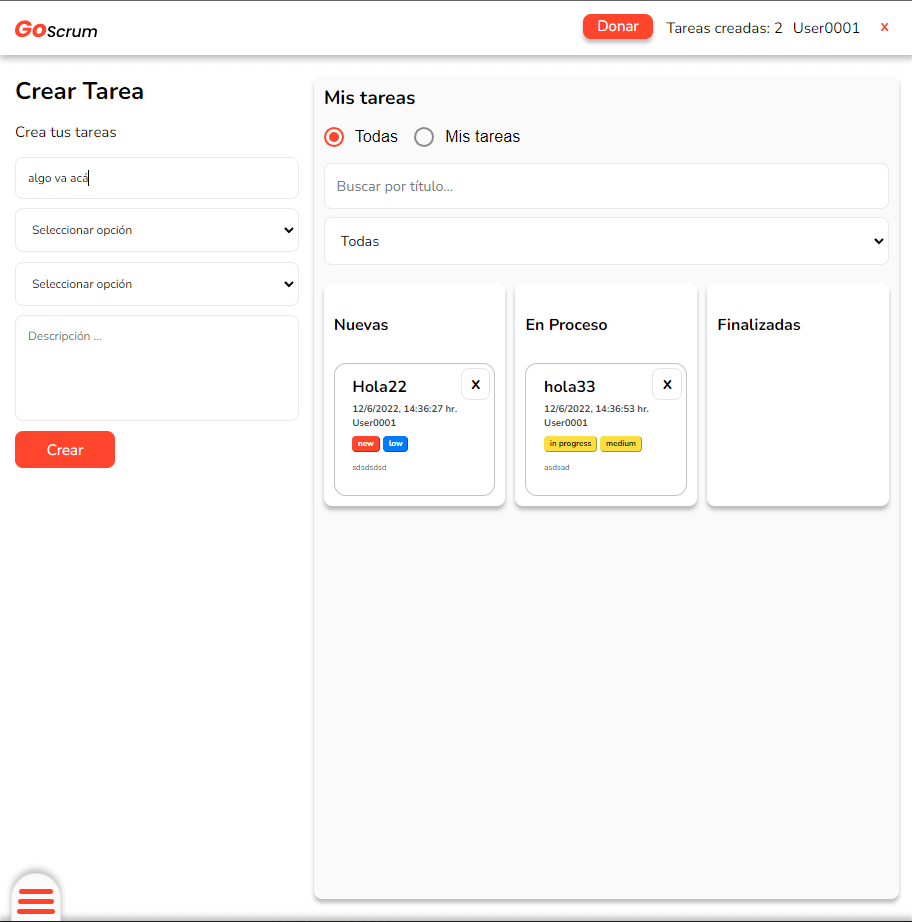 GoScrum
Donar
Tareas creadas: 2
User0001
x
Crear Tarea
Crea tus tareas
algo va acá
Seleccionar opción
Seleccionar opción
Descripción ...
Crear
Mis tareas
Todas
Mis tareas
Buscar por título...
Todas
Nuevas
Hola22
X
12/6/2022, 14:36:27 hr.
User0001
new low
sdsdsdsd
En Proceso
hola33
X
12/6/2022, 14:36:53 hr.
User0001
in progress medium
asdsad
Finalizadas